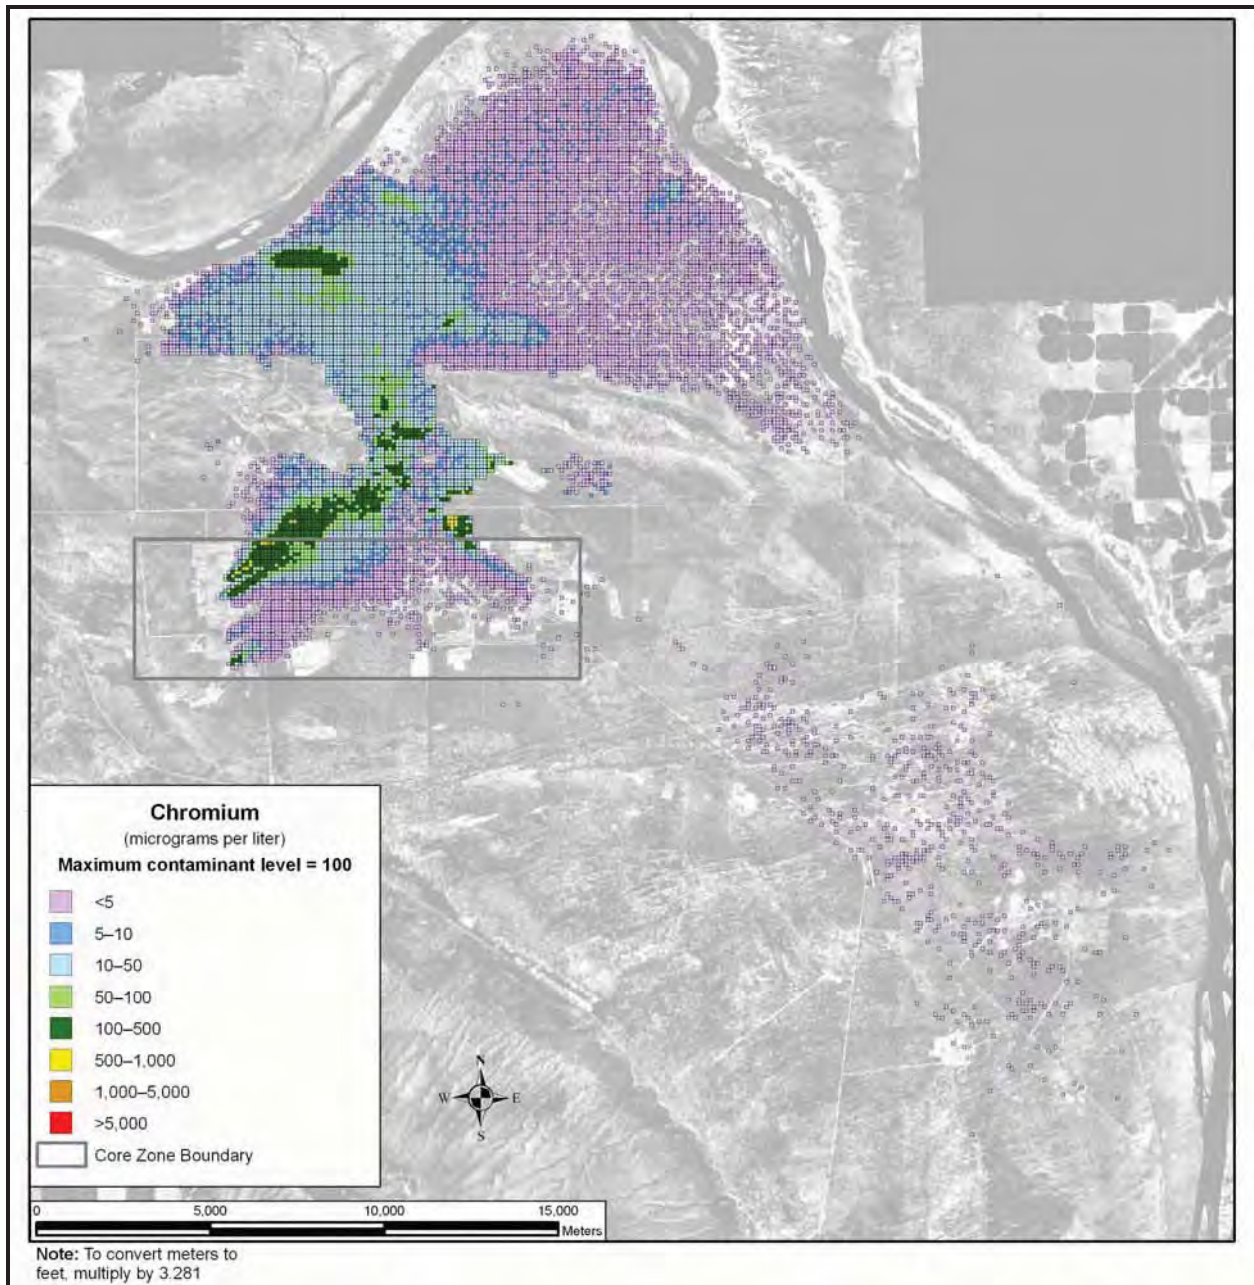 Chromium
(micrograms per liter)
Maximum contaminant level = 100
<5
5–10
10–50
50–100
100–500
500–1,000
1,000–5,000
>5,000
Core Zone Boundary
N
W E
S
0 5,000 10,000 15,000
Meters
Note: To convert meters to
feet, multiply by 3.281